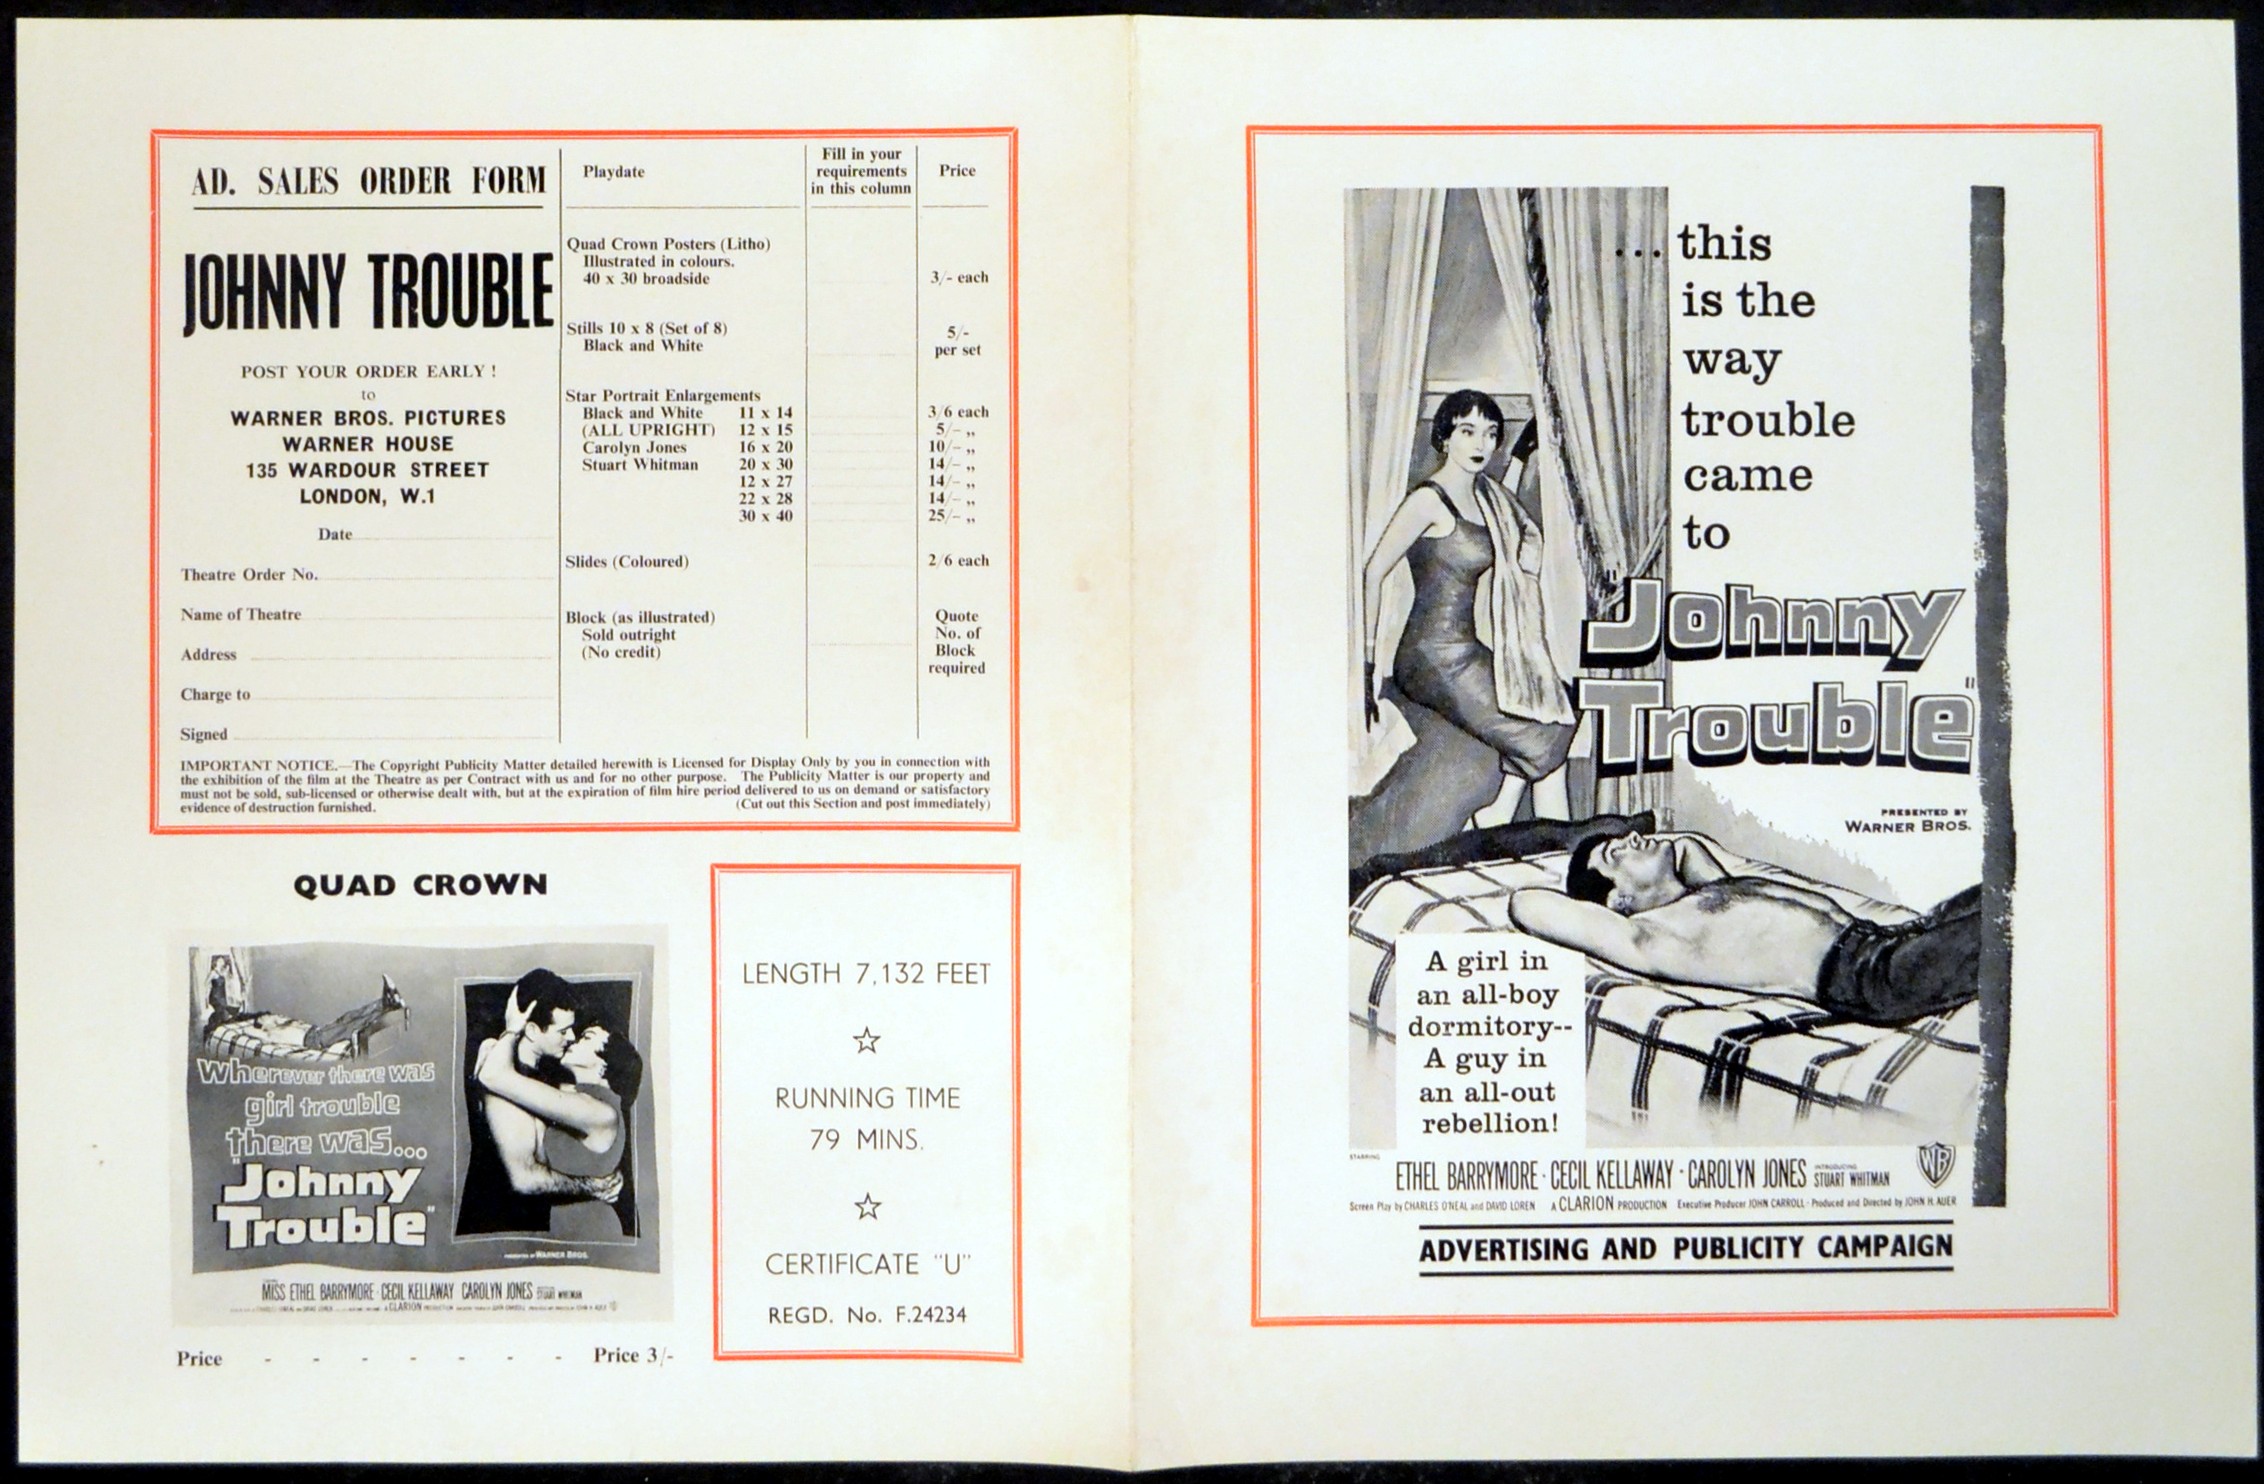 AD. SALES ORDER FORM
JOHNNY TROUBLE
POST YOUR ORDER EARLY !
to
WARNER BROS. PICTURES
WARNER HOUSE
135 WARDOUR STREET
LONDON, W.1
Date
Theatre Order No.
Name of Theatre
Address
Charge to
Signed
Playdate
Fill in your
requirements
in this column
Price
Quad Crown Posters (Litho)
Illustrated in colours.
40 x 30 broadside 3/- each
Stills 10 x 8 (Set of 8) 5/-
Black and White per set
Star Portrait Enlargements
Black and White 11 x 14 3/6 each
(ALL UPRIGHT) 12 x 15 5/- ,,
Carolyn Jones 16 x 20 10/- ,,
Stuart Whitman 20 x 30 14/- ,,
12 x 27 14/- ,,
22 x 28 14/- ,,
30 x 40 25/- ,,
Slides (Coloured) 2/6 each
Block (as illustrated) Quote
Sold outright No. of
(No credit) Block
required
IMPORTANT NOTICE.—The Copyright Publicity Matter detailed herewith is Licensed for Display Only by you in connection with
the exhibition of the film at the Theatre as per Contract with us and for no other purpose. The Publicity Matter is our property and
must not be sold, sub-licensed or otherwise dealt with, but at the expiration of film hire period delivered to us on demand or satisfactory
evidence of destruction furnished. (Cut out this Section and post immediately)
QUAD CROWN
Wherever there was
girl trouble
there was...
"Johnny
Trouble"
PRESENTED BY WARNER BROS.
MISS ETHEL BARRYMORE · CECIL KELLAWAY CAROLYN JONES STUART WHITMAN
A CLARION PRODUCTION
Price - - - - - - - Price 3/-
LENGTH 7,132 FEET
RUNNING TIME
79 MINS.
CERTIFICATE "U"
REGD. No. F.24234
...this
is the
way
trouble
came
to
"Johnny
Trouble"
PRESENTED BY
WARNER BROS.
A girl in
an all-boy
dormitory--
A guy in
an all-out
rebellion!
STARRING
ETHEL BARRYMORE · CECIL KELLAWAY · CAROLYN JONES INTRODUCING STUART WHITMAN
WB
Screen Play by CHARLES O'NEAL and DAVID LOREN A CLARION PRODUCTION Executive Producer JOHN CARROLL · Produced and Directed by JOHN H. AUER
ADVERTISING AND PUBLICITY CAMPAIGN